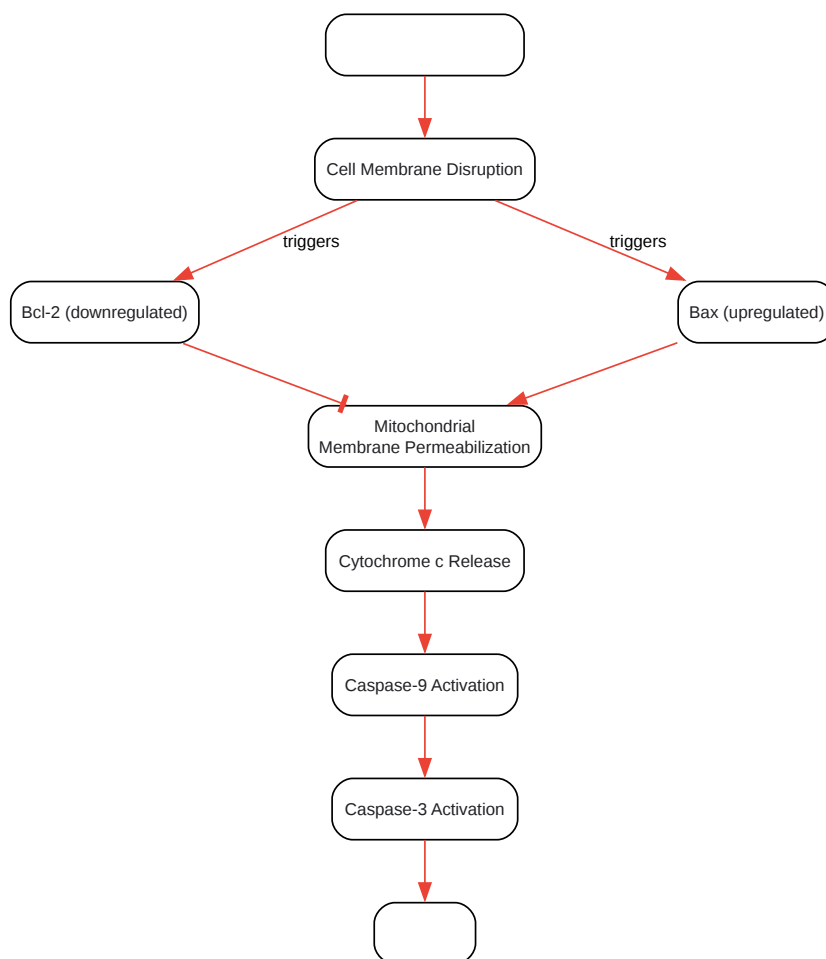 Cell Membrane Disruption
triggers
triggers
Bcl-2 (downregulated)
Bax (upregulated)
Mitochondrial
Membrane Permeabilization
Cytochrome c Release
Caspase-9 Activation
Caspase-3 Activation